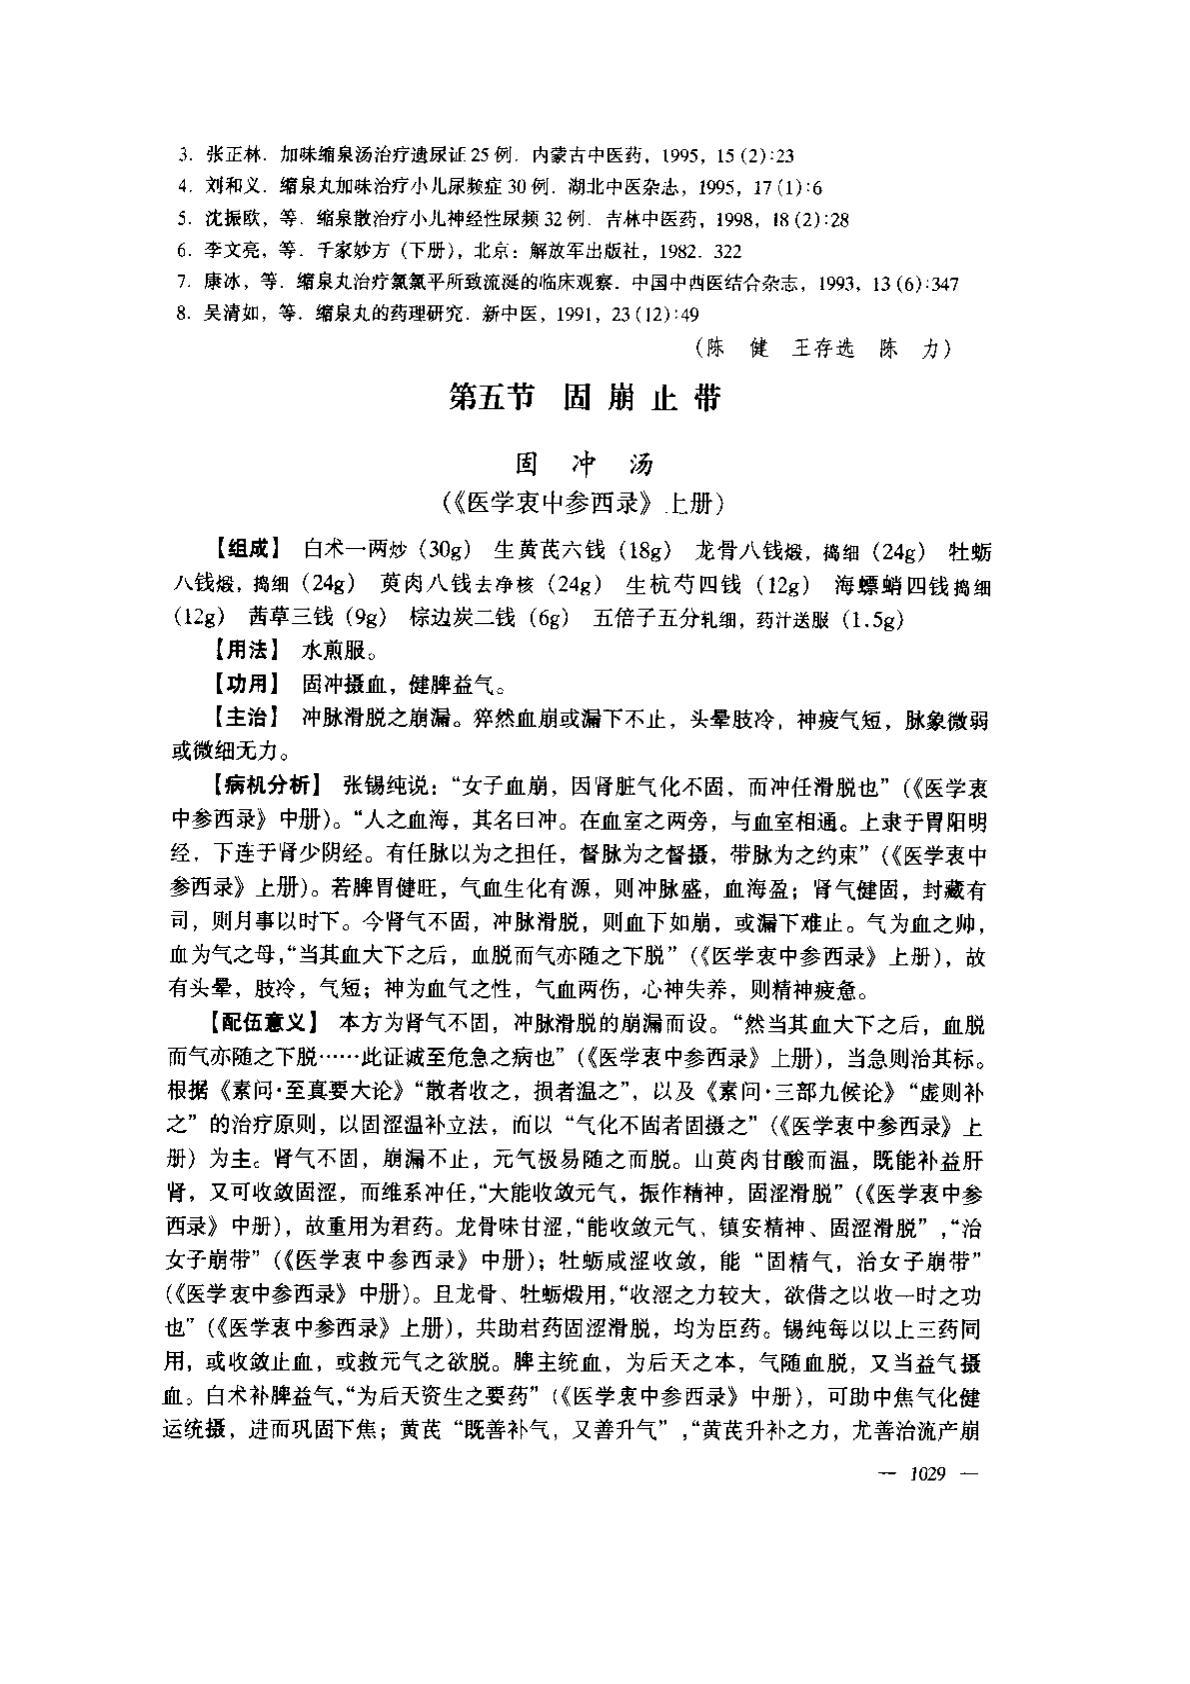 3. 张正林. 加味缩泉汤治疗遗尿证 25 例. 内蒙古中医药, 1995, 15 (2):23
4. 刘和义. 缩泉丸加味治疗小儿尿频症 30 例. 湖北中医杂志, 1995, 17 (1):6
5. 沈振欧, 等. 缩泉散治疗小儿神经性尿频 32 例. 吉林中医药, 1998, 18 (2):28
6. 李文亮, 等. 千家妙方 (下册), 北京: 解放军出版社, 1982. 322
7. 康冰, 等. 缩泉丸治疗氯氮平所致流涎的临床观察. 中国中西医结合杂志, 1993, 13 (6):347
8. 吴清如, 等. 缩泉丸的药理研究. 新中医, 1991, 23 (12):49
(陈 健 王存选 陈 力)
第五节 固崩止带
固 冲 汤
(《医学衷中参西录》上册)
【组成】 白术一两炒 (30g) 生黄芪六钱 (18g) 龙骨八钱煅, 捣细 (24g) 牡蛎
八钱煅, 捣细 (24g) 萸肉八钱去净核 (24g) 生杭芍四钱 (12g) 海螵蛸四钱捣细
(12g) 茜草三钱 (9g) 棕边炭二钱 (6g) 五倍子五分轧细, 药汁送服 (1.5g)
【用法】 水煎服。
【功用】 固冲摄血, 健脾益气。
【主治】 冲脉滑脱之崩漏。猝然血崩或漏下不止, 头晕肢冷, 神疲气短, 脉象微弱
或微细无力。
【病机分析】 张锡纯说: “女子血崩, 因肾脏气化不固, 而冲任滑脱也” (《医学衷
中参西录》中册)。“人之血海, 其名曰冲。在血室之两旁, 与血室相通。上隶于胃阳明
经, 下连于肾少阴经。有任脉以为之担任, 督脉为之督摄, 带脉为之约束” (《医学衷中
参西录》上册)。若脾胃健旺, 气血生化有源, 则冲脉盛, 血海盈; 肾气健固, 封藏有
司, 则月事以时下。今肾气不固, 冲脉滑脱, 则血下如崩, 或漏下难止。气为血之帅,
血为气之母,“当其血大下之后, 血脱而气亦随之下脱” (《医学衷中参西录》上册), 故
有头晕, 肢冷, 气短; 神为血气之性, 气血两伤, 心神失养, 则精神疲惫。
【配伍意义】 本方为肾气不固, 冲脉滑脱的崩漏而设。“然当其血大下之后, 血脱
而气亦随之下脱……此证诚至危急之病也” (《医学衷中参西录》上册), 当急则治其标。
根据《素问·至真要大论》“散者收之, 损者温之”, 以及《素问·三部九候论》“虚则补
之” 的治疗原则, 以固涩温补立法, 而以 “气化不固者固摄之” (《医学衷中参西录》上
册) 为主。肾气不固, 崩漏不止, 元气极易随之而脱。山萸肉甘酸而温, 既能补益肝
肾, 又可收敛固涩, 而维系冲任,“大能收敛元气, 振作精神, 固涩滑脱” (《医学衷中参
西录》中册), 故重用为君药。龙骨味甘涩,“能收敛元气、镇安精神、固涩滑脱” ,“治
女子崩带” (《医学衷中参西录》中册); 牡蛎咸涩收敛, 能 “固精气, 治女子崩带”
(《医学衷中参西录》中册)。且龙骨、牡蛎煅用,“收涩之力较大, 欲借之以收一时之功
也” (《医学衷中参西录》上册), 共助君药固涩滑脱, 均为臣药。锡纯每以以上三药同
用, 或收敛止血, 或救元气之欲脱。脾主统血, 为后天之本, 气随血脱, 又当益气摄
血。白术补脾益气,“为后天资生之要药” (《医学衷中参西录》中册), 可助中焦气化健
运统摄, 进而巩固下焦; 黄芪 “既善补气, 又善升气” ,“黄芪升补之力, 尤善治流产崩
— 1029 —